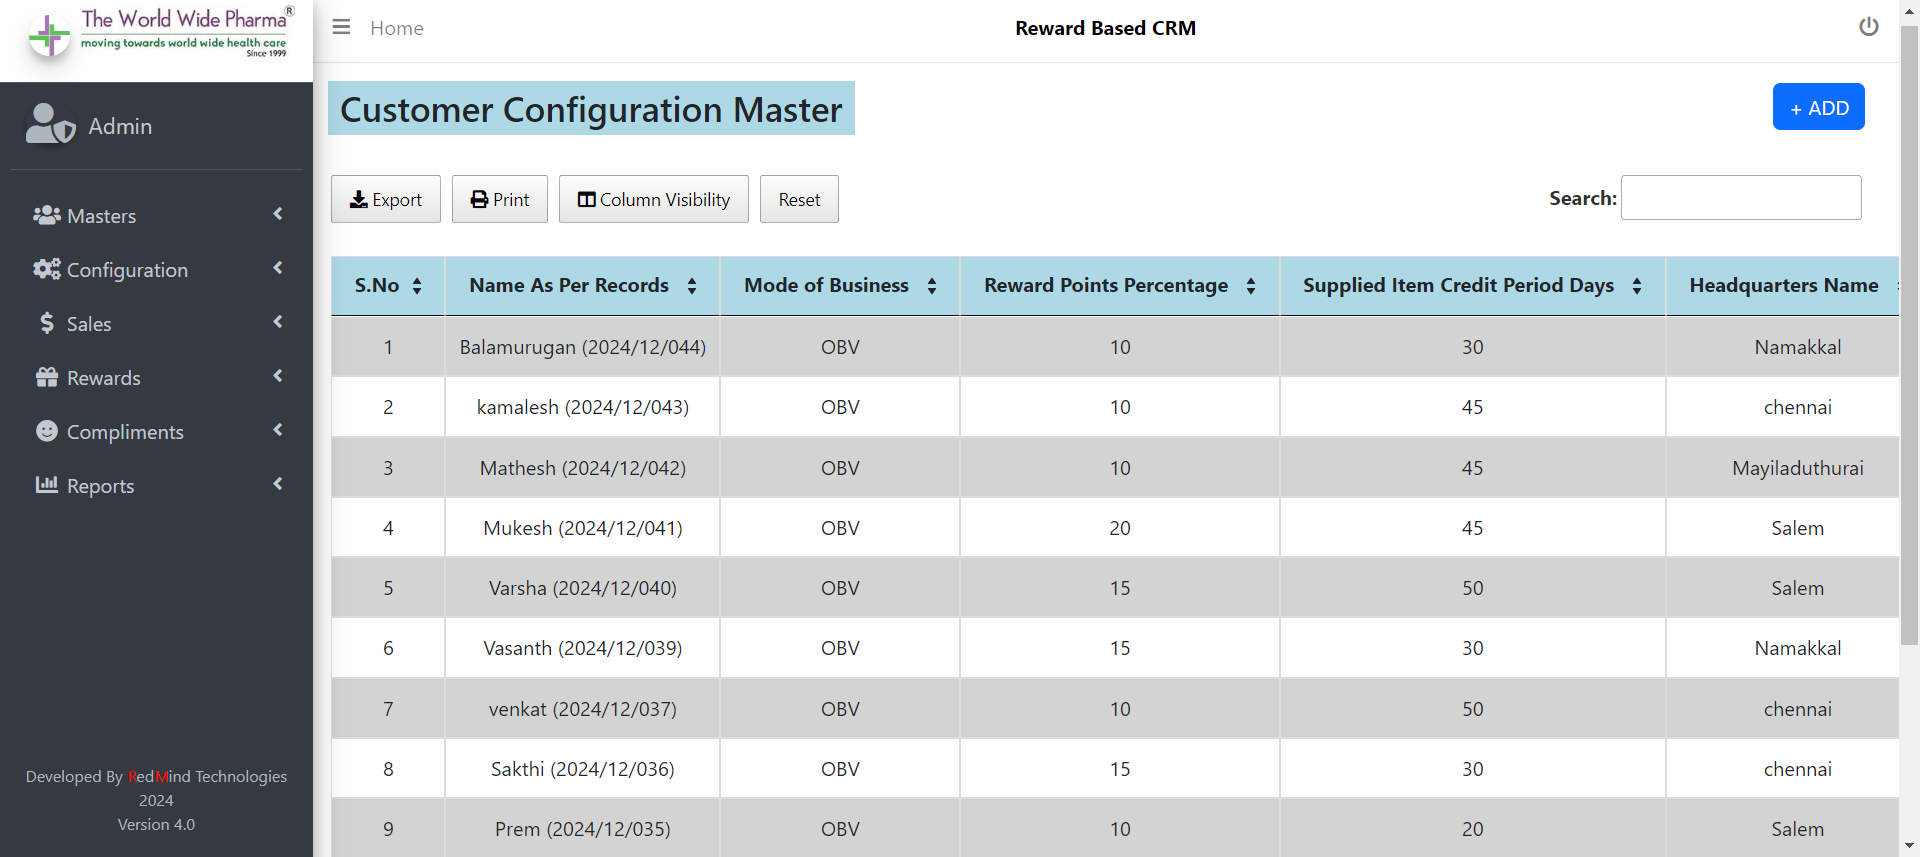 The World Wide Pharma®
moving towards world wide health care
Since 1999
Home
Reward Based CRM
Admin
Masters
Configuration
Sales
Rewards
Compliments
Reports
Developed By RedMind Technologies
2024
Version 4.0
Customer Configuration Master
+ ADD
Export Print Column Visibility Reset
Search:
S.No Name As Per Records Mode of Business Reward Points Percentage Supplied Item Credit Period Days Headquarters Name
1 Balamurugan (2024/12/044) OBV 10 30 Namakkal
2 kamalesh (2024/12/043) OBV 10 45 chennai
3 Mathesh (2024/12/042) OBV 10 45 Mayiladuthurai
4 Mukesh (2024/12/041) OBV 20 45 Salem
5 Varsha (2024/12/040) OBV 15 50 Salem
6 Vasanth (2024/12/039) OBV 15 30 Namakkal
7 venkat (2024/12/037) OBV 10 50 chennai
8 Sakthi (2024/12/036) OBV 15 30 chennai
9 Prem (2024/12/035) OBV 10 20 Salem